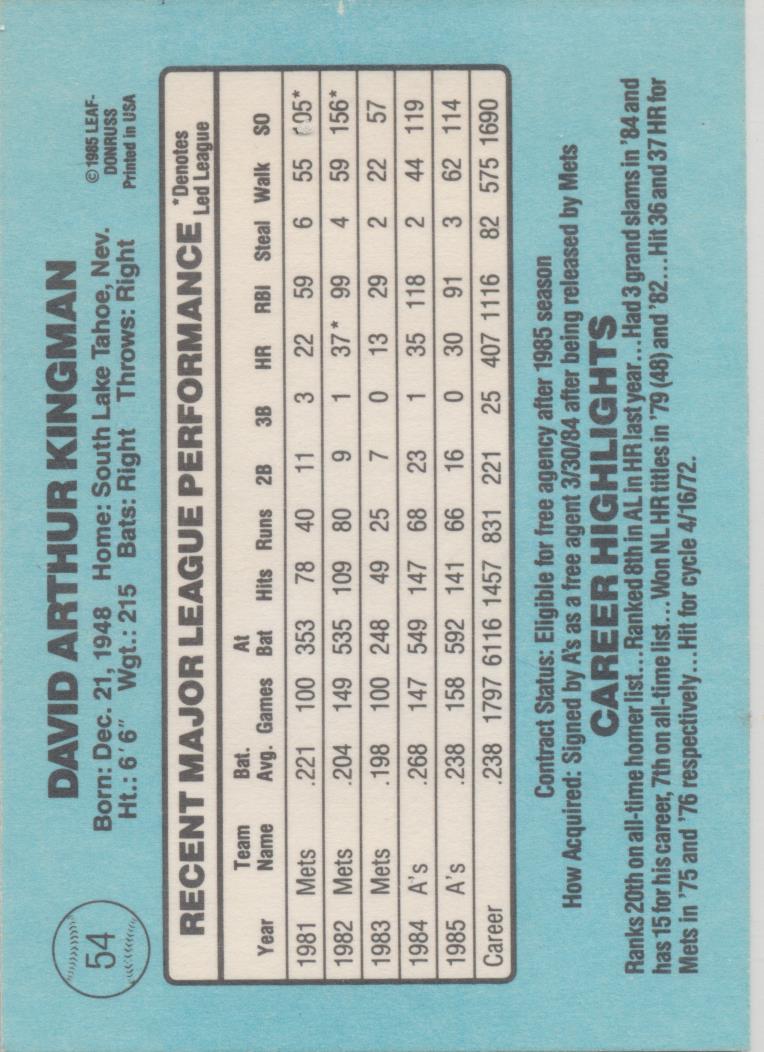 54
DAVID ARTHUR KINGMAN
Born: Dec. 21, 1948 Home: South Lake Tahoe, Nev.
Ht.: 6′6″ Wgt.: 215 Bats: Right Throws: Right
© 1985 LEAF-
DONRUSS
Printed in USA
RECENT MAJOR LEAGUE PERFORMANCE
*Denotes
Led League
Year Team Name Bat. Avg. Games At Bat Hits Runs 2B 3B HR RBI Steal Walk SO
1981 Mets .221 100 353 78 40 11 3 22 59 6 55 105*
1982 Mets .204 149 535 109 80 9 1 37* 99 4 59 156*
1983 Mets .198 100 248 49 25 7 0 13 29 2 22 57
1984 A's .268 147 549 147 68 23 1 35 118 2 44 119
1985 A's .238 158 592 141 66 16 0 30 91 3 62 114
Career .238 1797 6116 1457 831 221 25 407 1116 82 575 1690
Contract Status: Eligible for free agency after 1985 season
How Acquired: Signed by A's as a free agent 3/30/84 after being released by Mets
CAREER HIGHLIGHTS
Ranks 20th on all-time homer list...Ranked 8th in AL in HR last year...Had 3 grand slams in '84 and
has 15 for his career, 7th on all-time list...Won NL HR titles in '79 (48) and '82...Hit 36 and 37 HR for
Mets in '75 and '76 respectively...Hit for cycle 4/16/72.